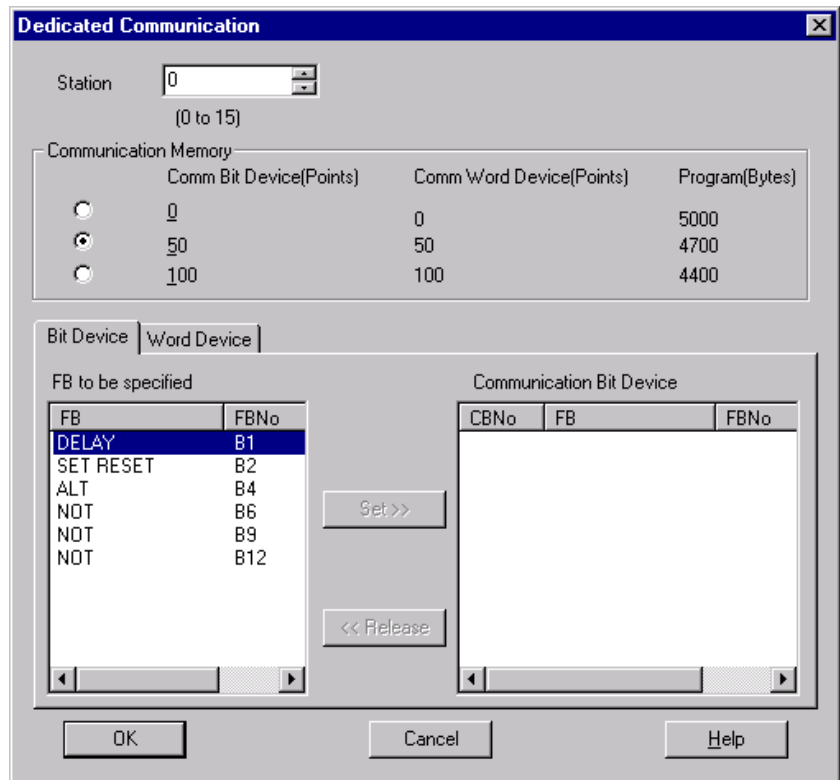 Dedicated Communication
Station 0
(0 to 15)
Communication Memory
Comm Bit Device(Points) Comm Word Device(Points) Program(Bytes)
0 0 5000
50 50 4700
100 100 4400
Bit Device Word Device
FB to be specified
FB FBNo
DELAY B1
SET RESET B2
ALT B4
NOT B6
NOT B9
NOT B12
Set >>
<< Release
Communication Bit Device
CBNo FB FBNo
OK Cancel Help